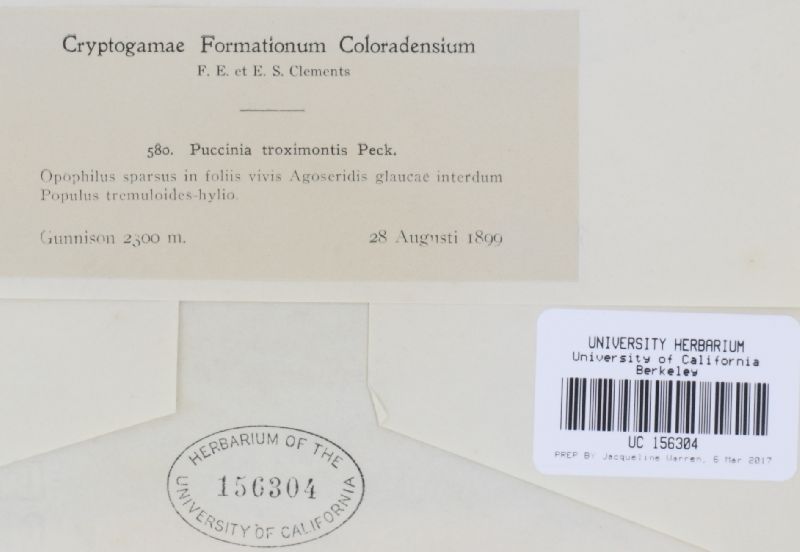 Cryptogamae Formationum Coloradensium
F. E. et E. S. Clements
580. Puccinia troximontis Peck.
Opophilus sparsus in foliis vivis Agoseridis glaucae interdum
Populus tremuloides-hylio.
Gunnison 2300 m. 28 Augusti 1899
UNIVERSITY HERBARIUM
University of California
Berkeley
UC 156304
PREP BY Jacqueline Warren, 6 Mar 2017
HERBARIUM OF THE
156304
UNIVERSITY OF CALIFORNIA